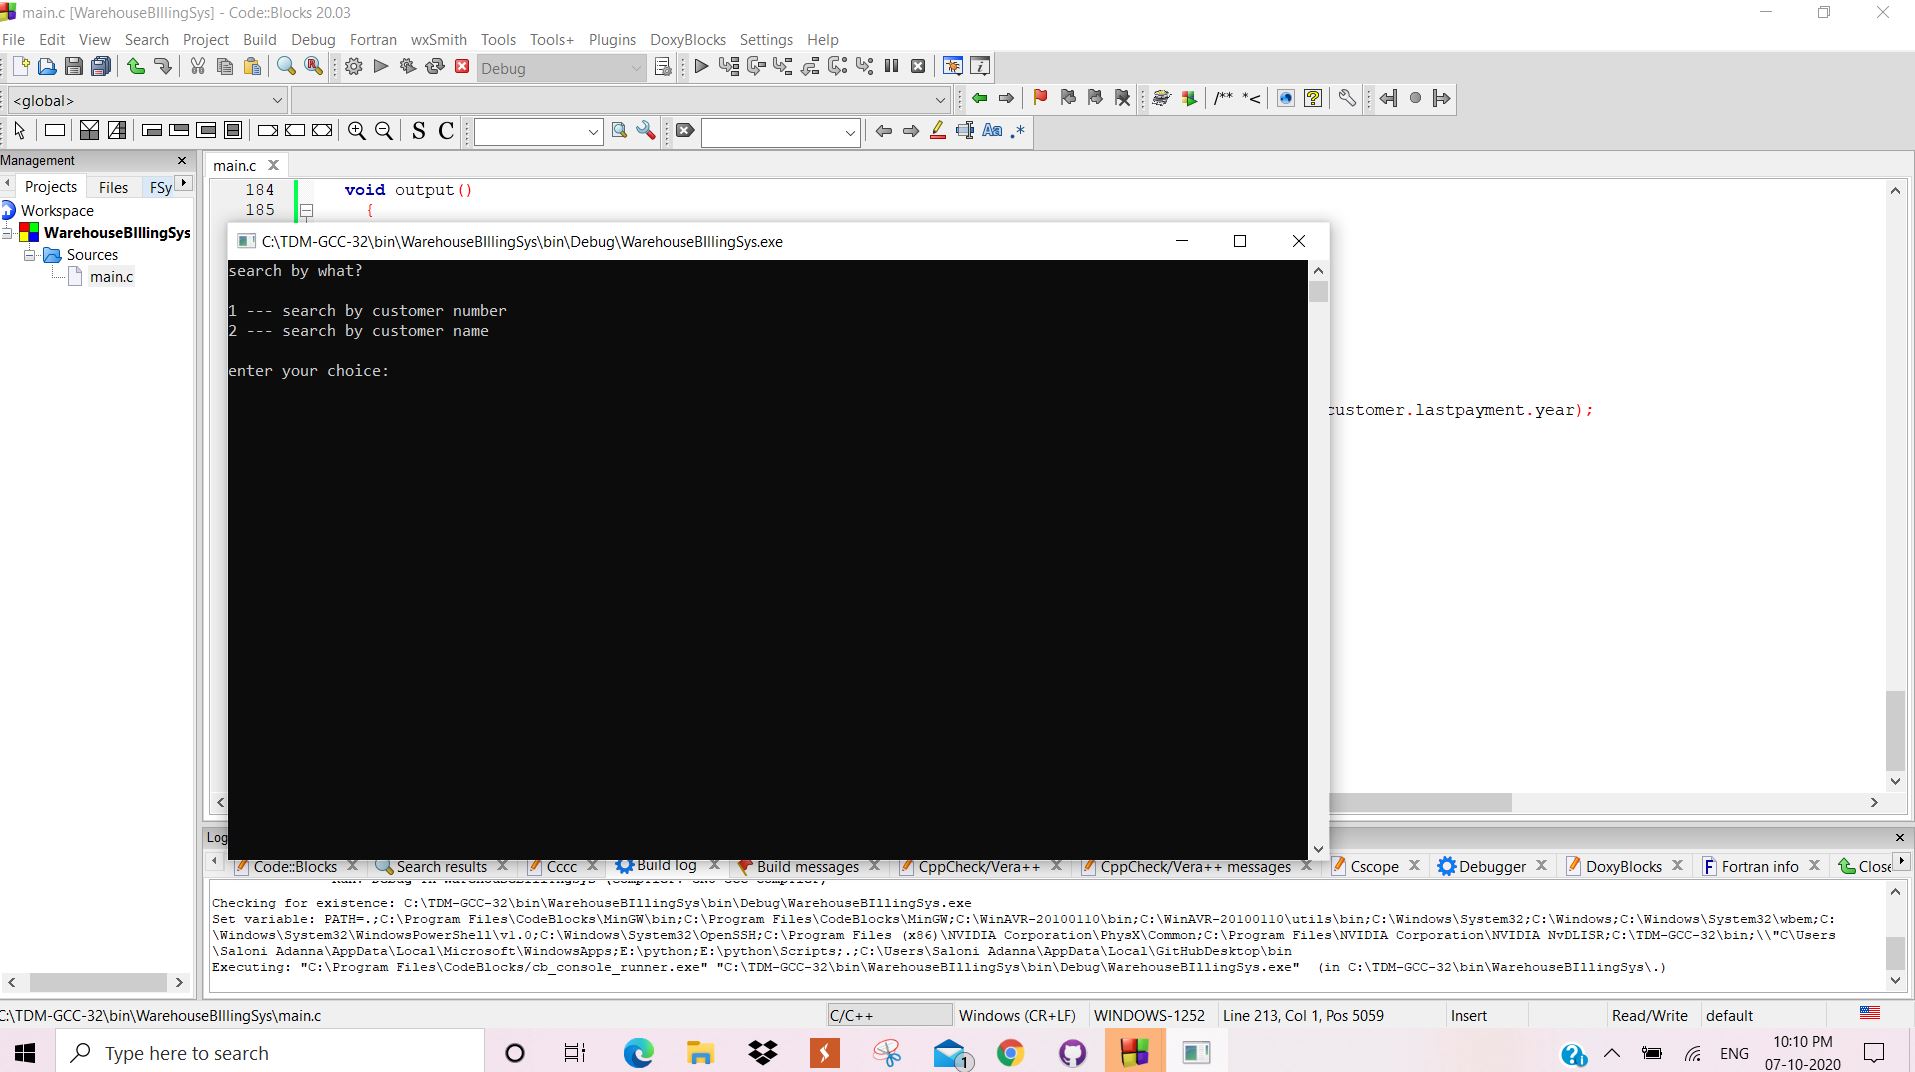 main.c [WarehouseBIllingSys] - Code::Blocks 20.03
File Edit View Search Project Build Debug Fortran wxSmith Tools Tools+ Plugins DoxyBlocks Settings Help
Debug
<global>
/** *<
S C
Aa .*
Management
main.c
Projects Files FSy
184 void output()
Workspace
185 {
WarehouseBIllingSys
Sources
main.c
C:\TDM-GCC-32\bin\WarehouseBIllingSys\bin\Debug\WarehouseBIllingSys.exe
search by what?
1 --- search by customer number
2 --- search by customer name
enter your choice:
customer.lastpayment.year);
Log
Code::Blocks Search results Cccc Build log Build messages CppCheck/Vera++ CppCheck/Vera++ messages Cscope Debugger DoxyBlocks Fortran info Close
Checking for existence: C:\TDM-GCC-32\bin\WarehouseBIllingSys\bin\Debug\WarehouseBIllingSys.exe
Set variable: PATH=.;C:\Program Files\CodeBlocks\MinGW\bin;C:\Program Files\CodeBlocks\MinGW;C:\WinAVR-20100110\bin;C:\WinAVR-20100110\utils\bin;C:\Windows\System32;C:\Windows;C:\Windows\System32\wbem;C:
\Windows\System32\WindowsPowerShell\v1.0;C:\Windows\System32\OpenSSH;C:\Program Files (x86)\NVIDIA Corporation\PhysX\Common;C:\Program Files\NVIDIA Corporation\NVIDIA NvDLISR;C:\TDM-GCC-32\bin;\\"C\Users
\Saloni Adanna\AppData\Local\Microsoft\WindowsApps;E:\python;E:\python\Scripts;.;C:\Users\Saloni Adanna\AppData\Local\GitHubDesktop\bin
Executing: "C:\Program Files\CodeBlocks/cb_console_runner.exe" "C:\TDM-GCC-32\bin\WarehouseBIllingSys\bin\Debug\WarehouseBIllingSys.exe" (in C:\TDM-GCC-32\bin\WarehouseBIllingSys\.)
C:\TDM-GCC-32\bin\WarehouseBIllingSys\main.c C/C++ Windows (CR+LF) WINDOWS-1252 Line 213, Col 1, Pos 5059 Insert Read/Write default
Type here to search
1
ENG
10:10 PM
07-10-2020